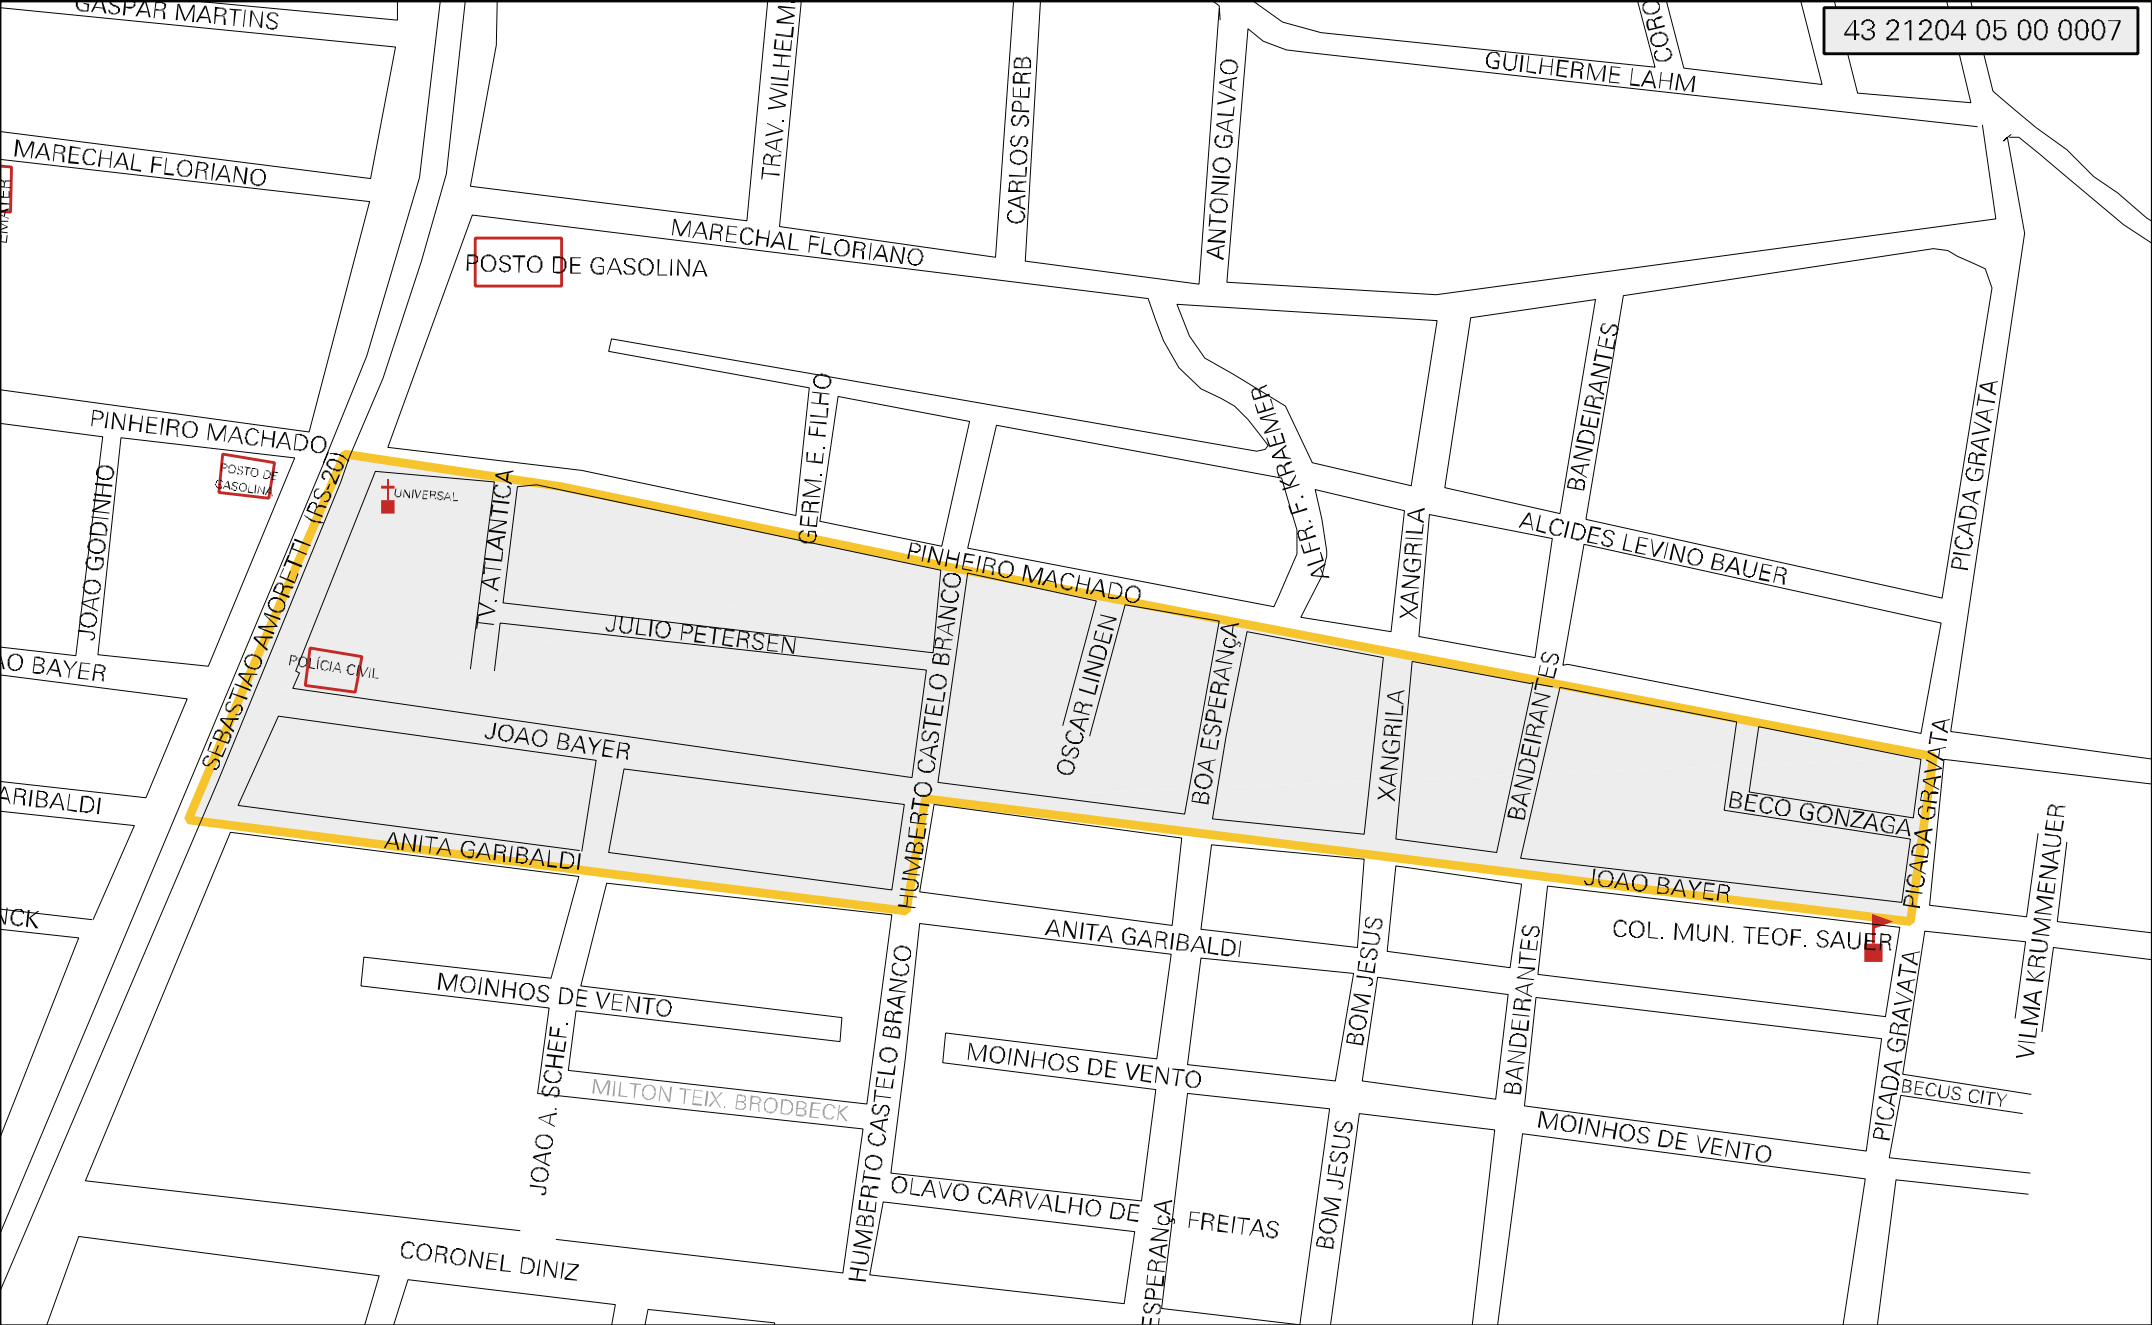 GASPAR MARTINS
43 21204 05 00 0007
GUILHERME LAHM
TRAV. WILHELM
CARLOS SPERB
ANTONIO GALVAO
MARECHAL FLORIANO
MARECHAL FLORIANO
POSTO DE GASOLINA
BANDEIRANTES
PICADA GRAVATA
GERM. E. FILHO
ALFR. F. KRAEMER
PINHEIRO MACHADO
POSTO DE
GASOLINA
JOAO GODINHO
SEBASTIAO AMORETTI (RS-20)
UNIVERSAL
TV. ATLANTICA
XANGRILA
ALCIDES LEVINO BAUER
PINHEIRO MACHADO
JULIO PETERSEN
HUMBERTO CASTELO BRANCO
OSCAR LINDEN
BOA ESPERANçA
XANGRILA
BANDEIRANTES
PICADA GRAVATA
POLÍCIA CIVIL
AO BAYER
JOAO BAYER
BECO GONZAGA
ARIBALDI
ANITA GARIBALDI
JOAO BAYER
COL. MUN. TEOF. SAUER
VILMA KRUMMENAUER
NCK
ANITA GARIBALDI
BOM JESUS
BANDEIRANTES
PICADA GRAVATA
MOINHOS DE VENTO
HUMBERTO CASTELO BRANCO
JOAO A. SCHEF.
MOINHOS DE VENTO
MILTON TEIX. BRODBECK
BECUS CITY
MOINHOS DE VENTO
OLAVO CARVALHO DE FREITAS
BOM JESUS
HUMBERTO CASTELO BRANCO
ESPERANçA
CORONEL DINIZ